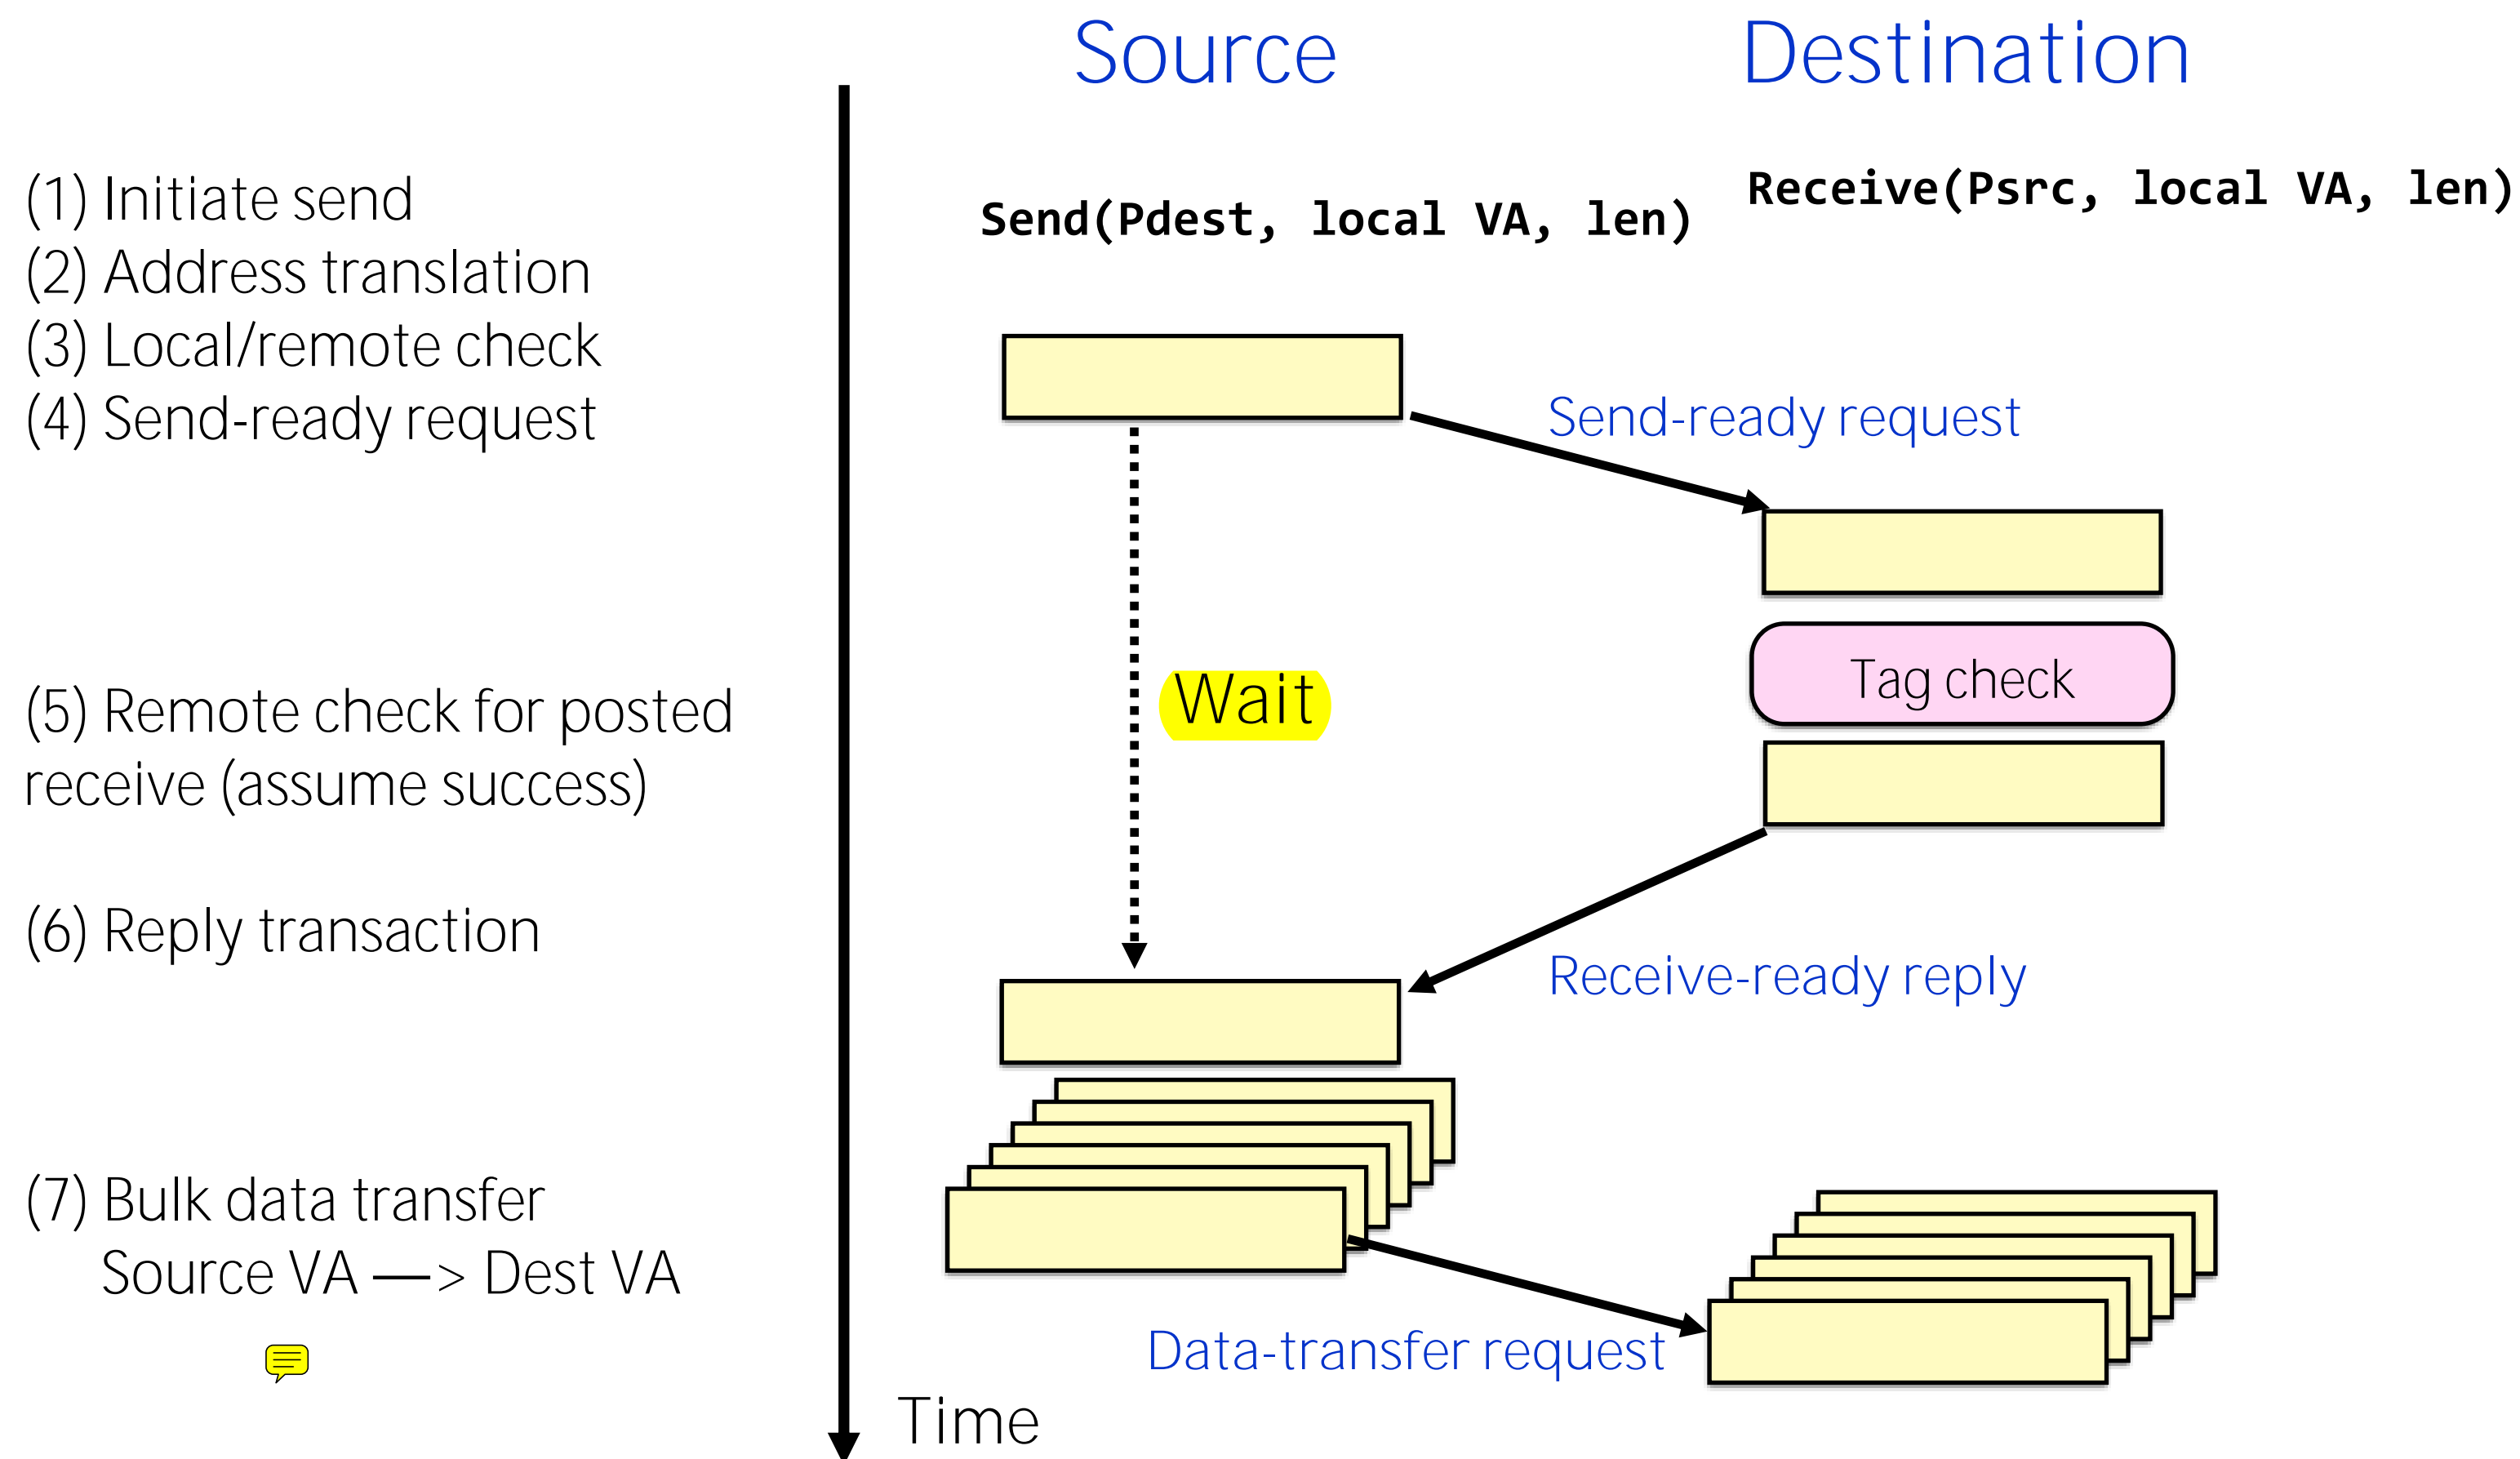 Source
Destination
(1) Initiate send
Send(Pdest, local VA, len)
Receive(Psrc, local VA, len)
(2) Address translation
(3) Local/remote check
(4) Send-ready request
Send-ready request
Tag check
(5) Remote check for posted
receive (assume success)
Wait
(6) Reply transaction
Receive-ready reply
(7) Bulk data transfer
Source VA —> Dest VA
Data-transfer request
Time